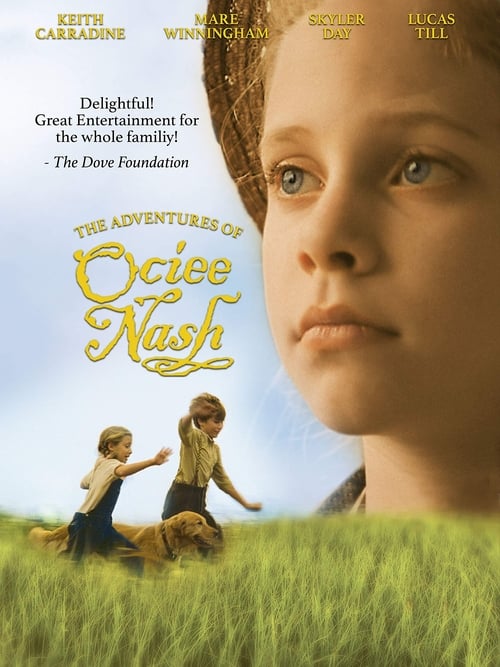 KEITH CARRADINE
MARE WINNINGHAM
SKYLER DAY
LUCAS TILL
Delightful!
Great Entertainment for
the whole familiy!
- The Dove Foundation
THE ADVENTURES OF
Ociee
Nash